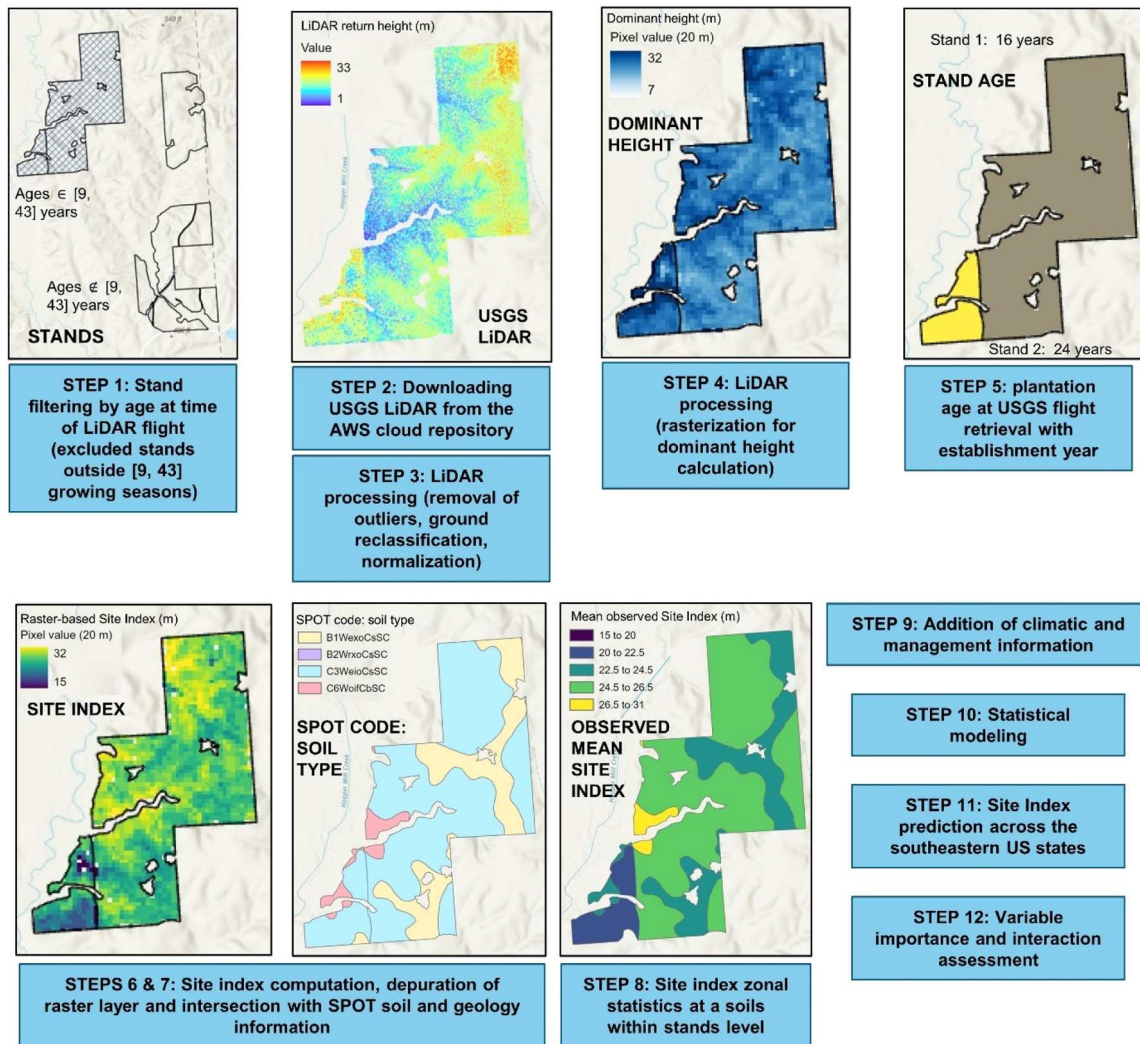 549 ft
Ages ∈ [9,
43] years
Ages ∉ [9,
43] years
STANDS
LiDAR return height (m)
Value
33
1
Hooper Mill Creek
USGS
LiDAR
Dominant height (m)
Pixel value (20 m)
32
7
DOMINANT
HEIGHT
Stand 1: 16 years
STAND AGE
Stand 2: 24 years
STEP 1: Stand
filtering by age at time
of LiDAR flight
(excluded stands
outside [9, 43]
growing seasons)
STEP 2: Downloading
USGS LiDAR from the
AWS cloud repository
STEP 3: LiDAR
processing (removal of
outliers, ground
reclassification,
normalization)
STEP 4: LiDAR
processing
(rasterization for
dominant height
calculation)
STEP 5: plantation
age at USGS flight
retrieval with
establishment year
Raster-based Site Index (m)
Pixel value (20 m)
32
15
SITE INDEX
SPOT code: soil type
B1WexoCsSC
B2WrxoCsSC
C3WeioCsSC
C6WoifCbSC
SPOT CODE:
SOIL
TYPE
Hooper Mill Creek
Mean observed Site Index (m)
15 to 20
20 to 22.5
22.5 to 24.5
24.5 to 26.5
26.5 to 31
OBSERVED
MEAN
SITE
INDEX
STEP 9: Addition of climatic and
management information
STEP 10: Statistical
modeling
STEP 11: Site Index
prediction across the
southeastern US states
STEP 12: Variable
importance and interaction
assessment
STEPS 6 & 7: Site index computation, depuration of
raster layer and intersection with SPOT soil and geology
information
STEP 8: Site index zonal
statistics at a soils
within stands level